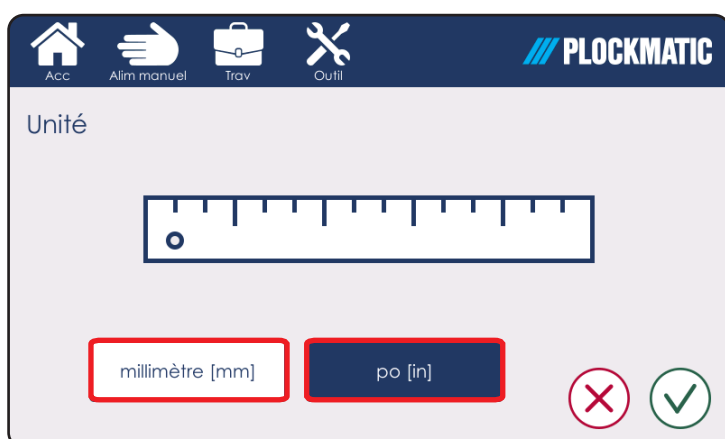 Acc Alim manuel Trav Outil PLOCKMATIC
Unité
millimètre [mm] po [in]